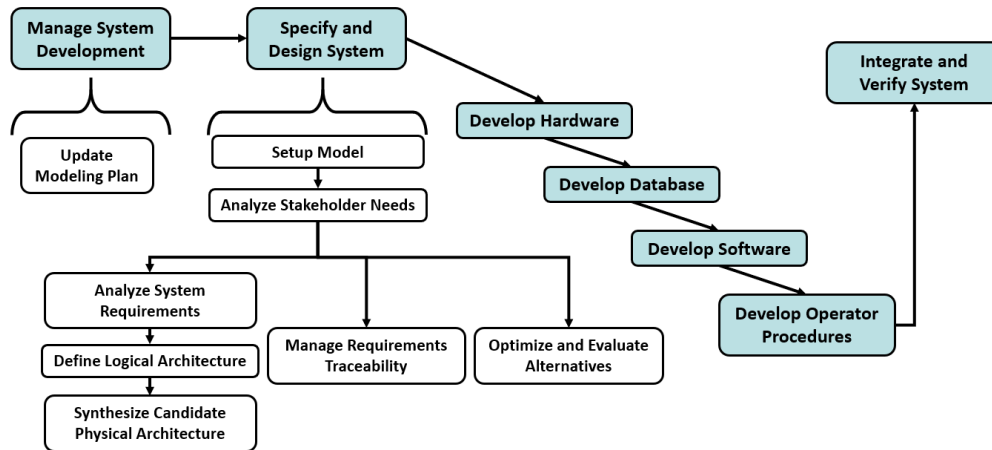 Manage System
Development
Specify and
Design System
Integrate and
Verify System
Develop Hardware
Update
Modeling Plan
Setup Model
Analyze Stakeholder Needs
Develop Database
Develop Software
Develop Operator
Procedures
Analyze System
Requirements
Define Logical Architecture
Synthesize Candidate
Physical Architecture
Manage Requirements
Traceability
Optimize and Evaluate
Alternatives